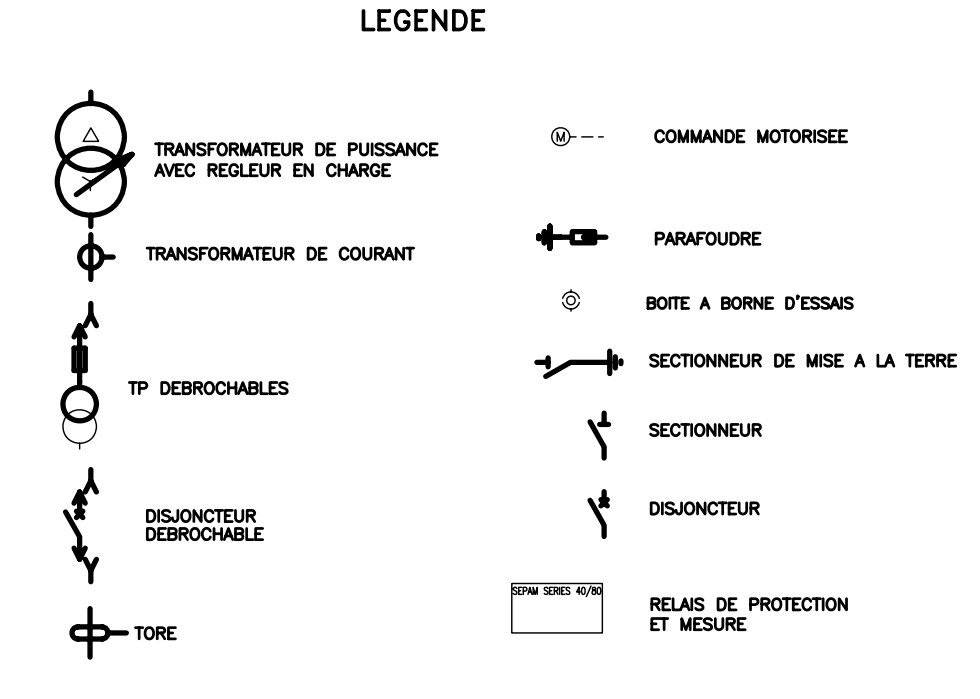 LEGENDE
TRANSFORMATEUR DE PUISSANCE
AVEC REGLEUR EN CHARGE
TRANSFORMATEUR DE COURANT
TP DEBROCHABLES
DISJONCTEUR
DEBROCHABLE
TORE
M
COMMANDE MOTORISEE
PARAFOUDRE
BOITE A BORNE D'ESSAIS
SECTIONNEUR DE MISE A LA TERRE
SECTIONNEUR
DISJONCTEUR
SEPAM SERIES 40/80
RELAIS DE PROTECTION
ET MESURE